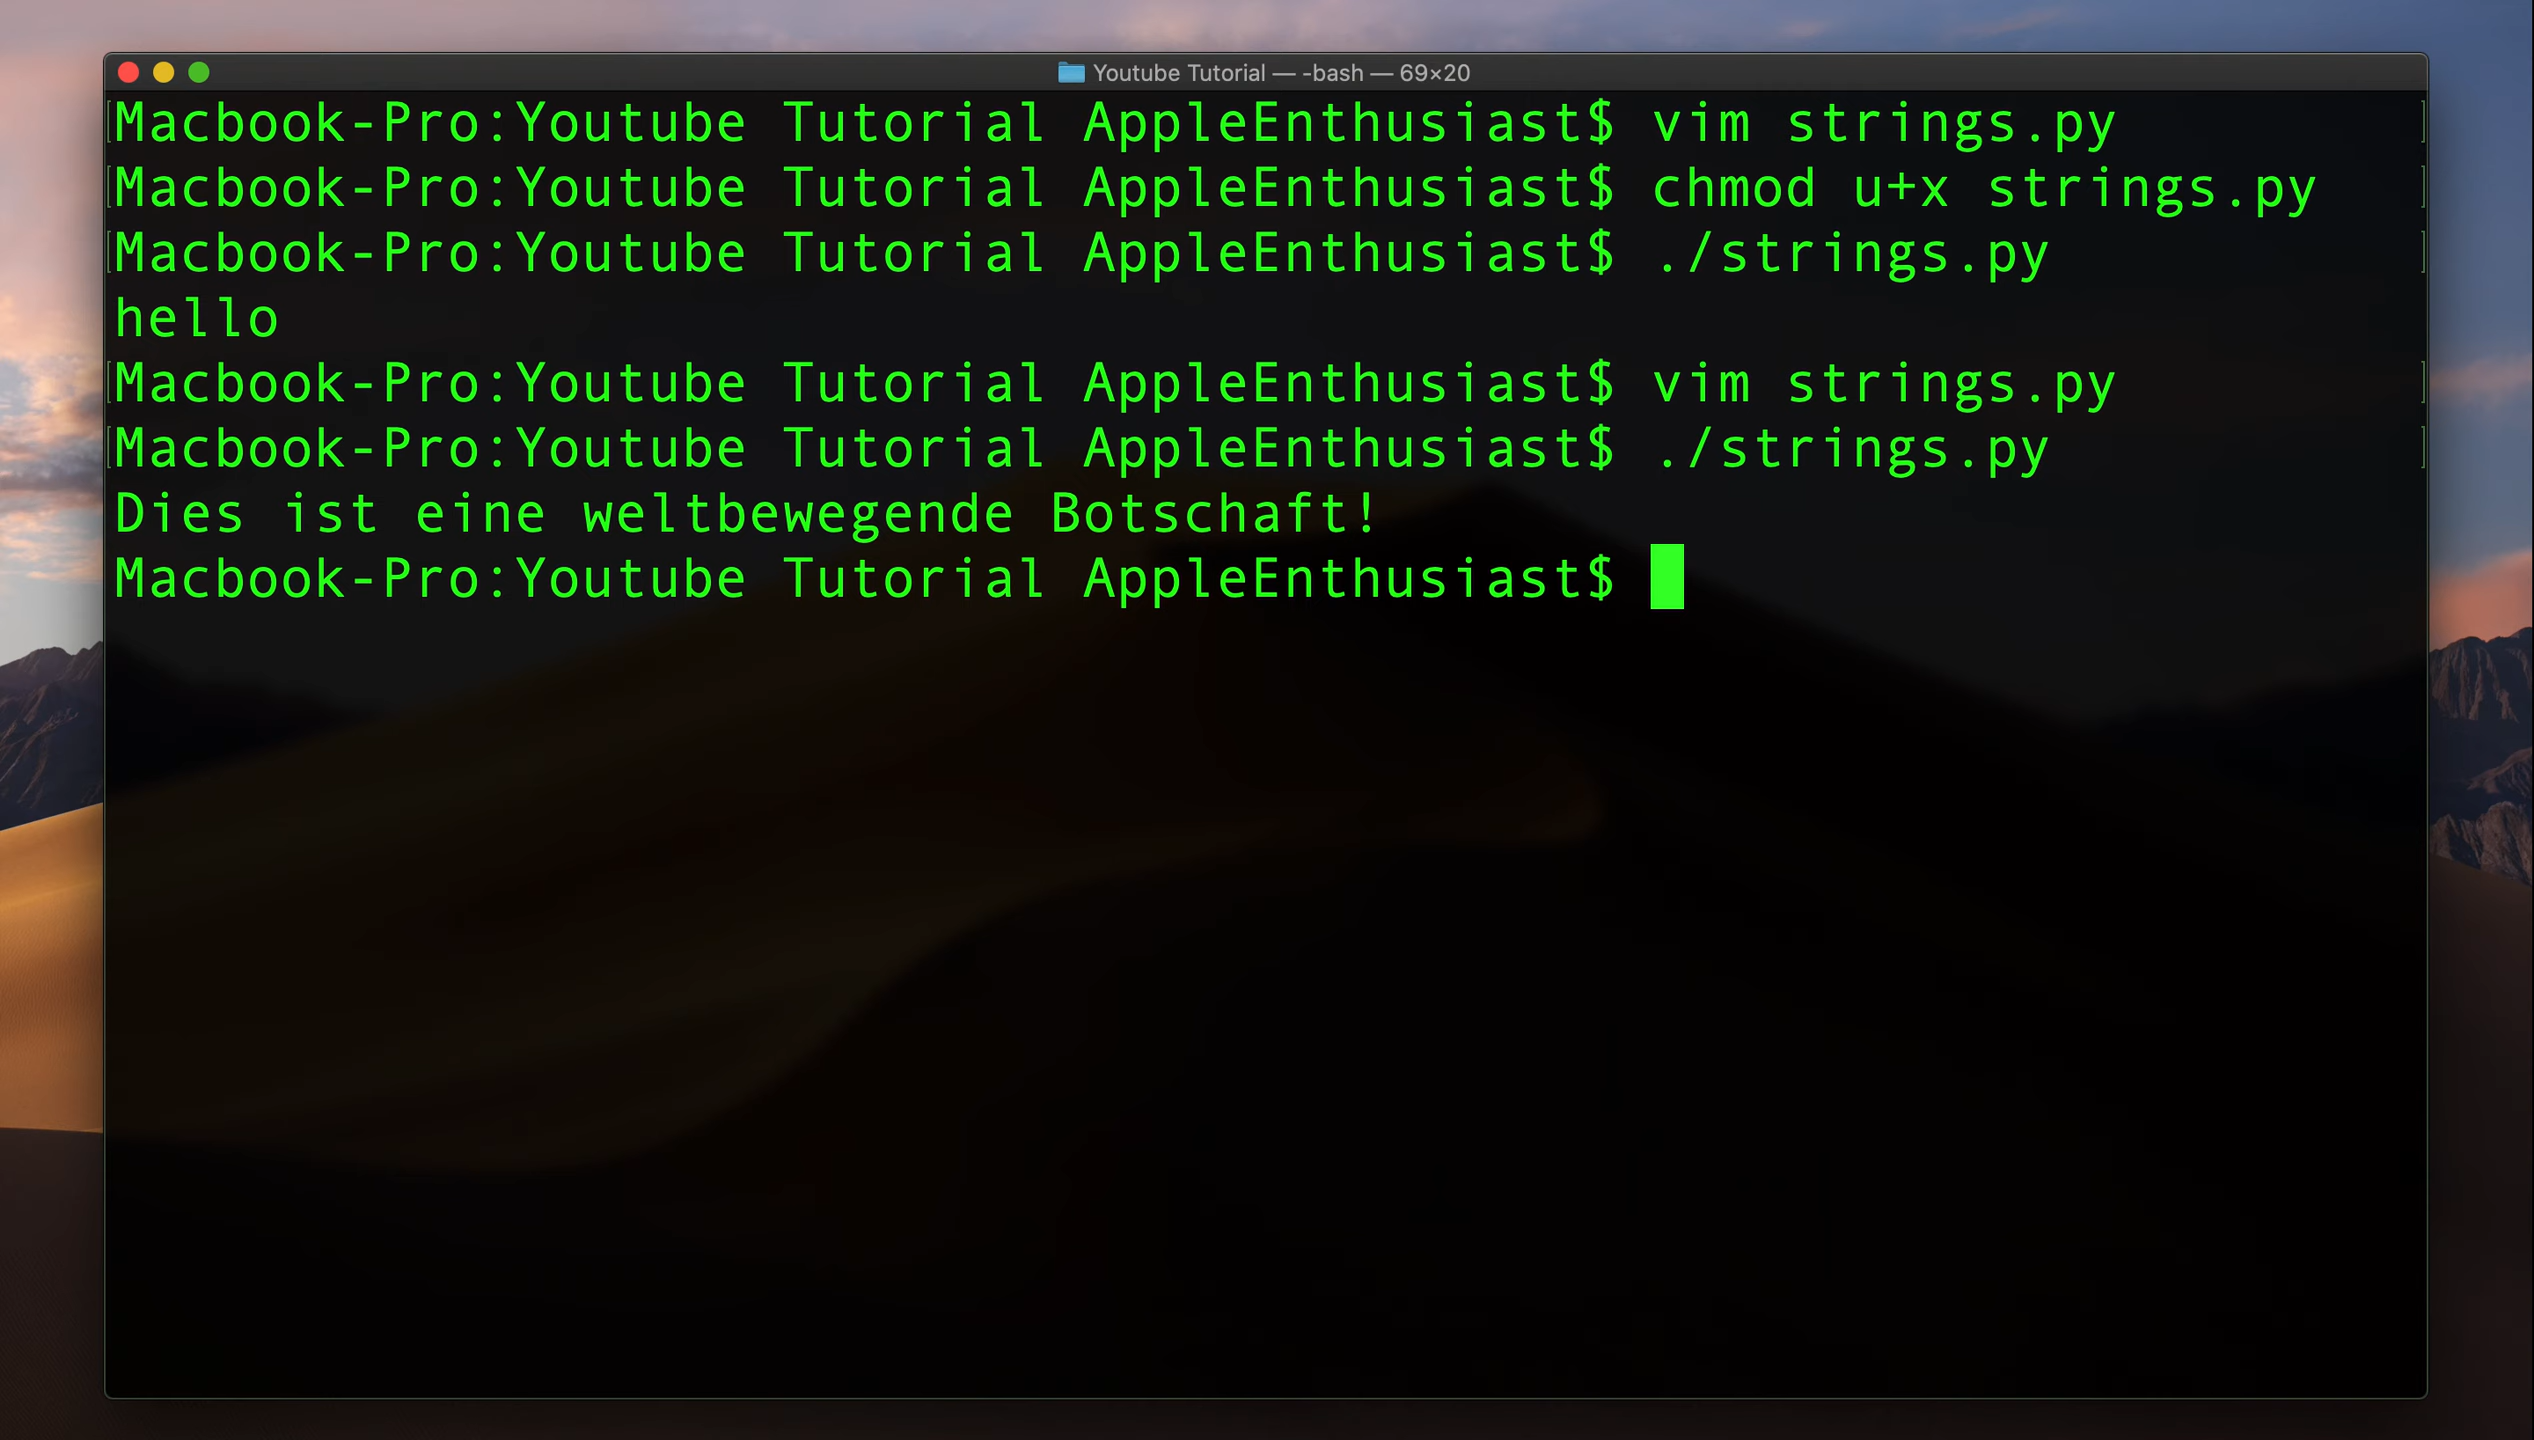 Youtube Tutorial — -bash — 69×20
Macbook-Pro:Youtube Tutorial AppleEnthusiast$ vim strings.py
Macbook-Pro:Youtube Tutorial AppleEnthusiast$ chmod u+x strings.py
Macbook-Pro:Youtube Tutorial AppleEnthusiast$ ./strings.py
hello
Macbook-Pro:Youtube Tutorial AppleEnthusiast$ vim strings.py
Macbook-Pro:Youtube Tutorial AppleEnthusiast$ ./strings.py
Dies ist eine weltbewegende Botschaft!
Macbook-Pro:Youtube Tutorial AppleEnthusiast$